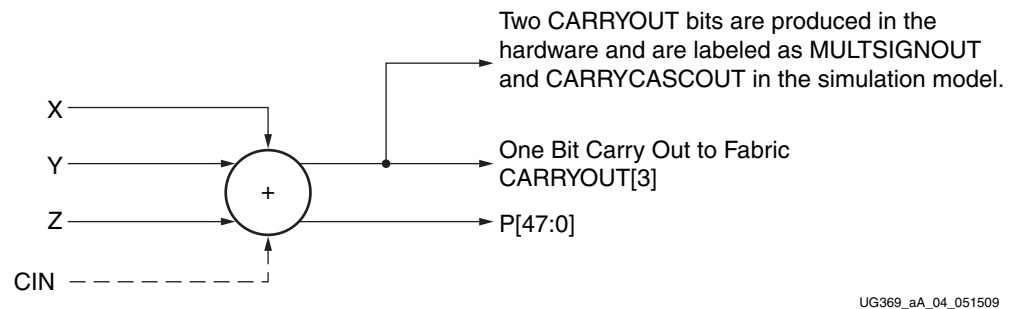 Two CARRYOUT bits are produced in the
hardware and are labeled as MULTSIGNOUT
and CARRYCASCOUT in the simulation model.
X
Y
One Bit Carry Out to Fabric
CARRYOUT[3]
+
Z
P[47:0]
CIN
UG369_aA_04_051509